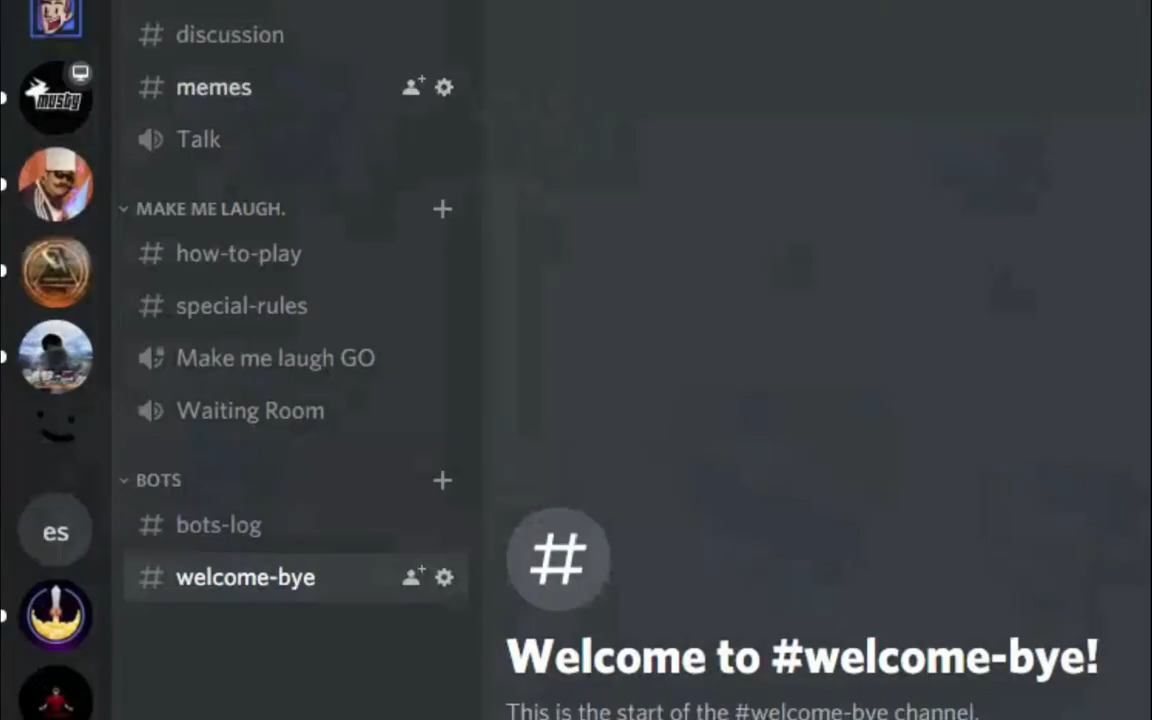 discussion
memes
Talk
musty
MAKE ME LAUGH.
how-to-play
special-rules
Make me laugh GO
Waiting Room
BOTS
bots-log
es
welcome-bye
Welcome to #welcome-bye!
This is the start of the #welcome-bye channel.